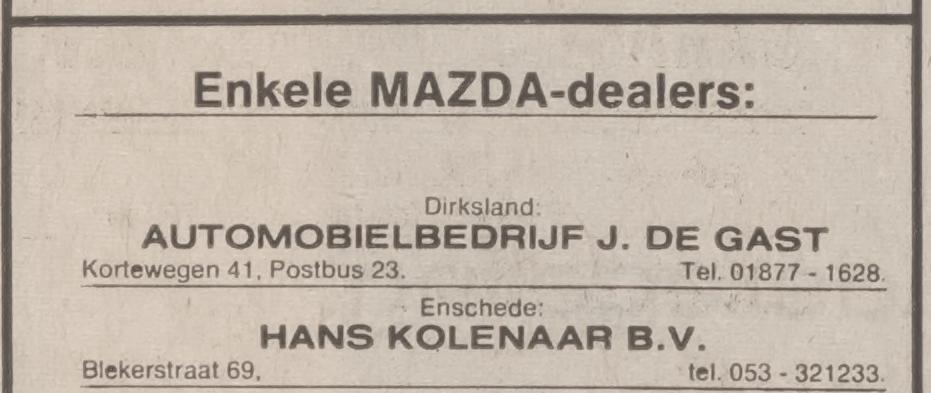 Enkele MAZDA-dealers:
Dirksland:
AUTOMOBIELBEDRIJF J. DE GAST
Kortewegen 41, Postbus 23. Tel. 01877 - 1628.
Enschede:
HANS KOLENAAR B.V.
Blekerstraat 69, tel. 053 - 321233.